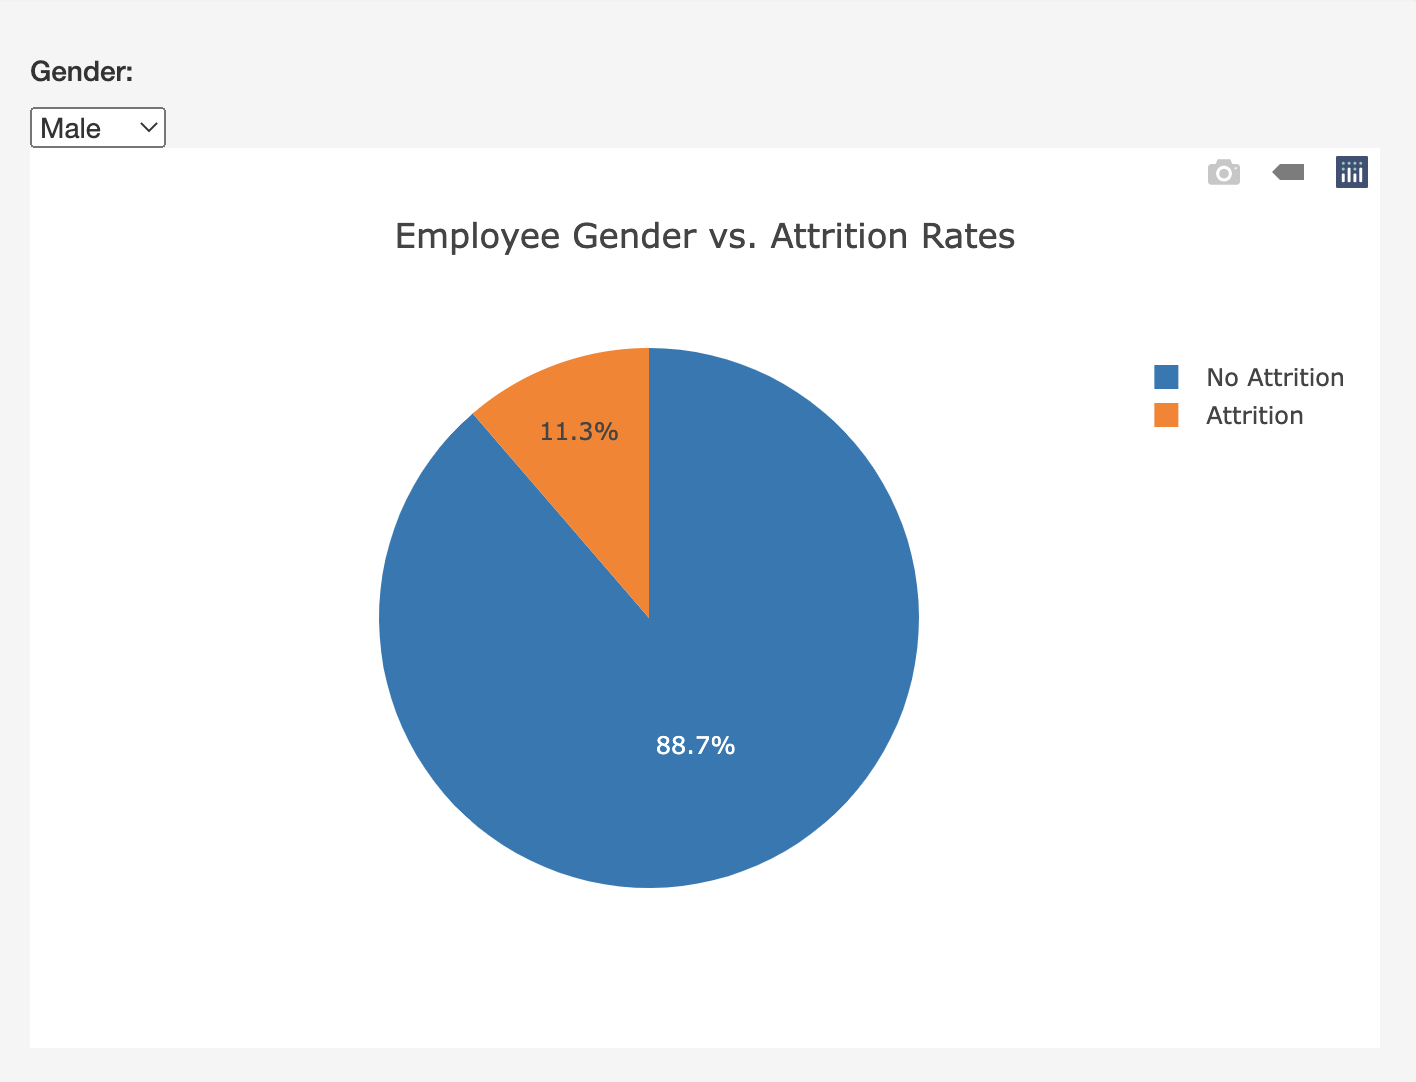 Gender:
Male
Employee Gender vs. Attrition Rates
No Attrition
Attrition
11.3%
88.7%